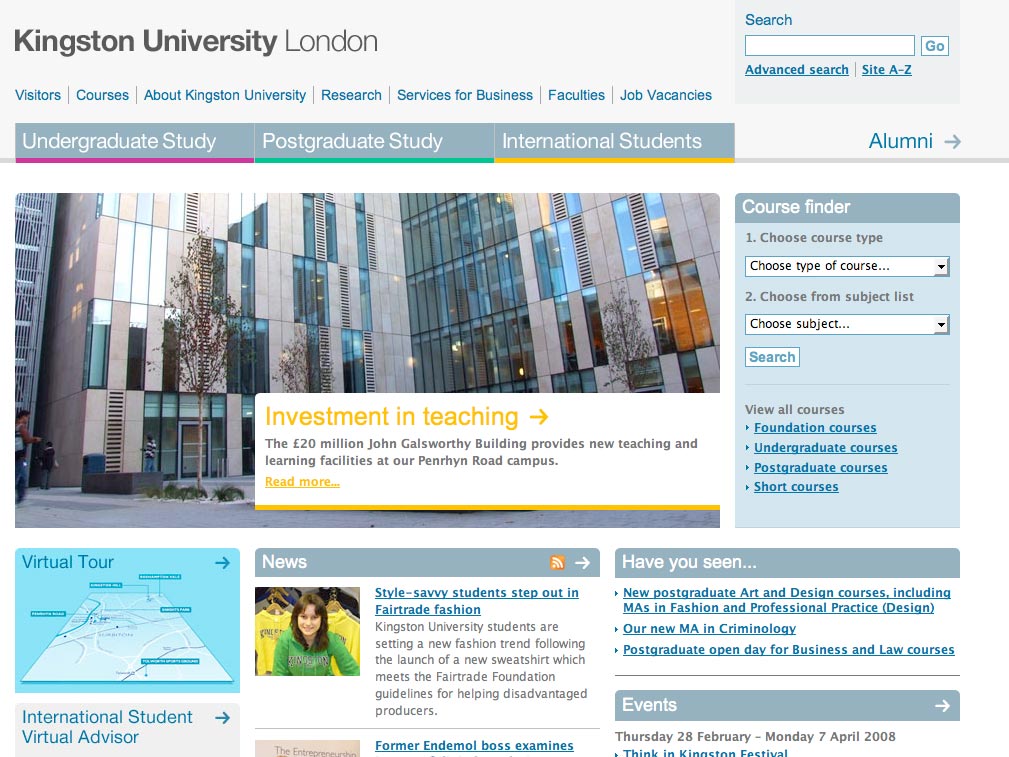 Kingston University London
Search
Go
Advanced search | Site A-Z
Visitors | Courses | About Kingston University | Research | Services for Business | Faculties | Job Vacancies
Undergraduate Study
Postgraduate Study
International Students
Alumni
Investment in teaching
The £20 million John Galsworthy Building provides new teaching and
learning facilities at our Penrhyn Road campus.
Read more...
Course finder
1. Choose course type
Choose type of course...
2. Choose from subject list
Choose subject...
Search
View all courses
Foundation courses
Undergraduate courses
Postgraduate courses
Short courses
Virtual Tour
ROEHAMPTON VALE
KINGSTON HILL
KNIGHTS PARK
PENRHYN ROAD
SURBITON
TOLWORTH SPORTS GROUND
International Student
Virtual Advisor
News
Style-savvy students step out in
Fairtrade fashion
Kingston University students are
setting a new fashion trend following
the launch of a new sweatshirt which
meets the Fairtrade Foundation
guidelines for helping disadvantaged
producers.
KINGSTON
The Entrepreneurship
Former Endemol boss examines
Have you seen...
New postgraduate Art and Design courses, including
MAs in Fashion and Professional Practice (Design)
Our new MA in Criminology
Postgraduate open day for Business and Law courses
Events
Thursday 28 February - Monday 7 April 2008
Think in Kingston Festival